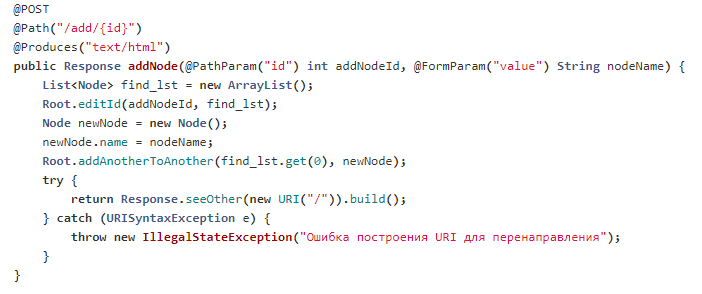 @POST
@Path("/add/{id}")
@Produces("text/html")
public Response addNode(@PathParam("id") int addNodeId, @FormParam("value") String nodeName) {
    List<Node> find_lst = new ArrayList();
    Root.editId(addNodeId, find_lst);
    Node newNode = new Node();
    newNode.name = nodeName;
    Root.addAnotherToAnother(find_lst.get(0), newNode);
    try {
        return Response.seeOther(new URI("/")).build();
    } catch (URISyntaxException e) {
        throw new IllegalStateException("Ошибка построения URI для перенаправления");
    }
}